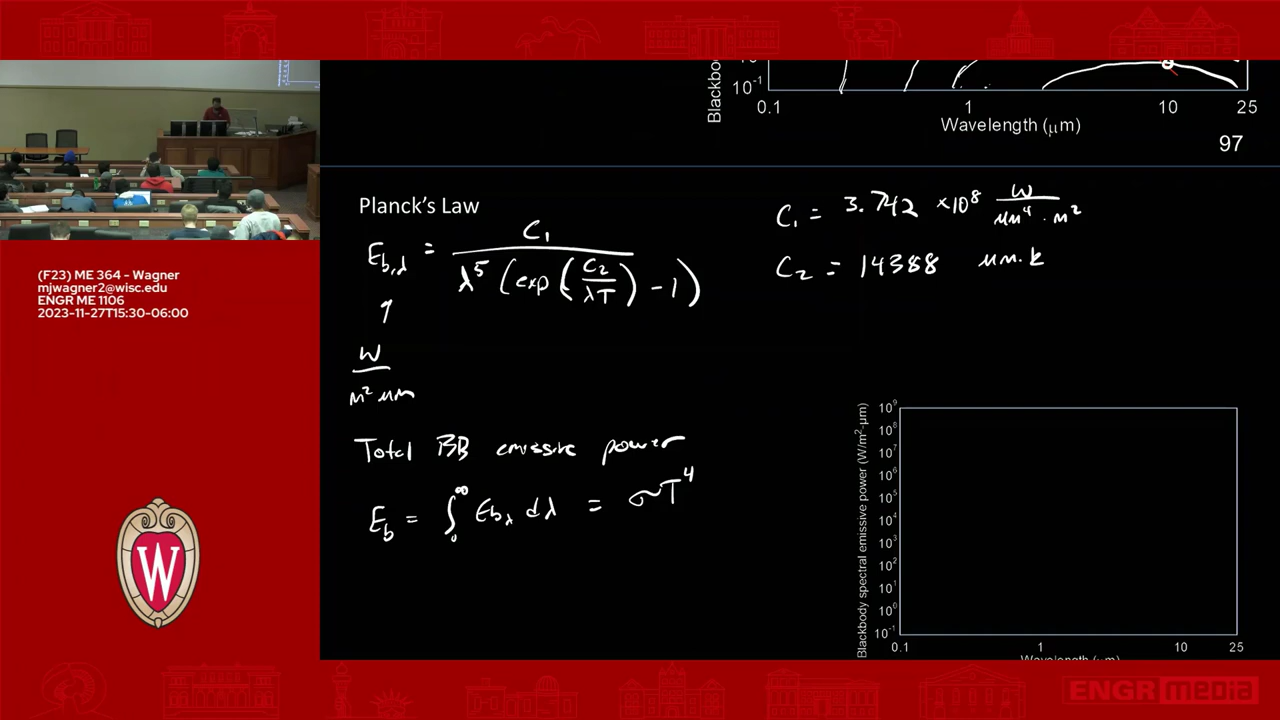 Blackbody
10⁻¹
0.1 1 10 25
Wavelength (μm)
97
Planck's Law
E_b,λ = C₁ / λ⁵ (exp (C₂/λT) − 1)
↑
W / m² μm
C₁ = 3.742 ×10⁸ W / μm⁴ · m²
C₂ = 14388 μm·k
Total BB emissive power
E_b = ∫₀^∞ E_bλ dλ = σT⁴
Blackbody spectral emissive power (W/m²-μm)
10⁹
10⁸
10⁷
10⁶
10⁵
10⁴
10³
10²
10¹
10⁰
10⁻¹
0.1 1 10 25
Wavelength (μm)
(F23) ME 364 - Wagner
mjwagner2@wisc.edu
ENGR ME 1106
2023-11-27T15:30-06:00
W
ENGR media